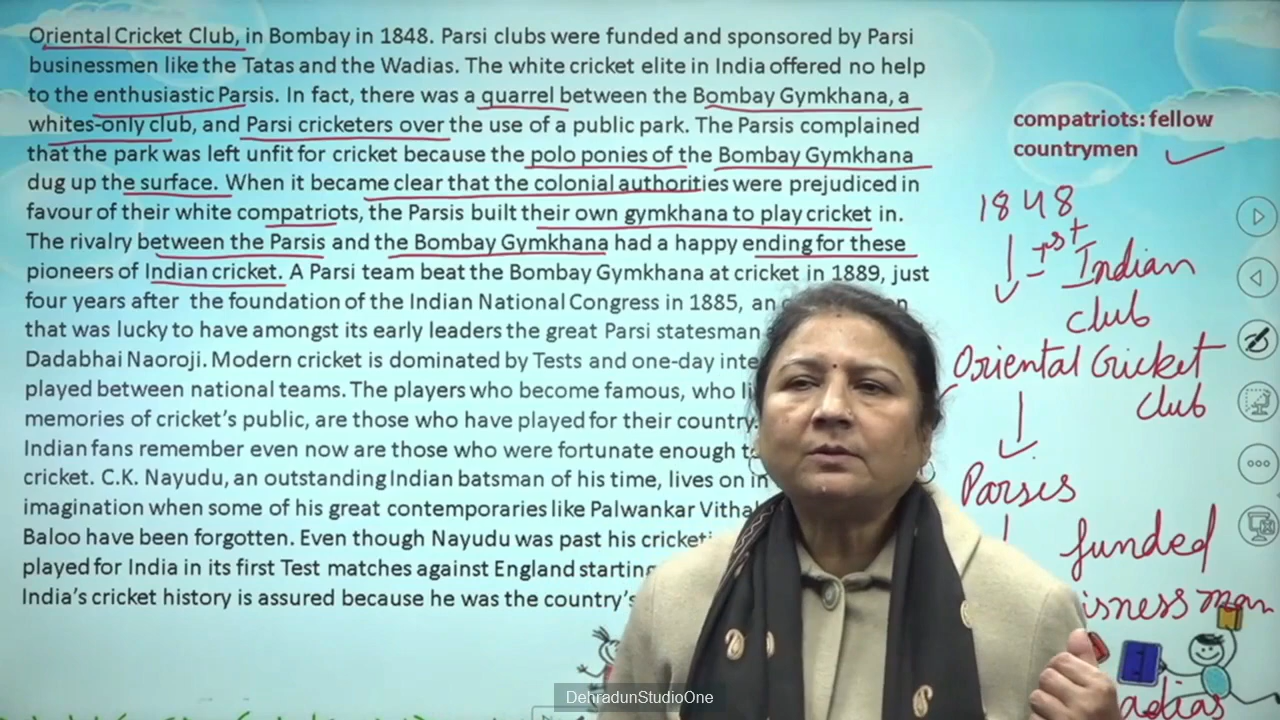 Oriental Cricket Club, in Bombay in 1848. Parsi clubs were funded and sponsored by Parsi
businessmen like the Tatas and the Wadias. The white cricket elite in India offered no help
to the enthusiastic Parsis. In fact, there was a quarrel between the Bombay Gymkhana, a
whites-only club, and Parsi cricketers over the use of a public park. The Parsis complained
that the park was left unfit for cricket because the polo ponies of the Bombay Gymkhana
dug up the surface. When it became clear that the colonial authorities were prejudiced in
favour of their white compatriots, the Parsis built their own gymkhana to play cricket in.
The rivalry between the Parsis and the Bombay Gymkhana had a happy ending for these
pioneers of Indian cricket. A Parsi team beat the Bombay Gymkhana at cricket in 1889, just
four years after the foundation of the Indian National Congress in 1885, an
that was lucky to have amongst its early leaders the great Parsi statesman
Dadabhai Naoroji. Modern cricket is dominated by Tests and one-day
played between national teams. The players who become famous, who
memories of cricket's public, are those who have played for their country.
Indian fans remember even now are those who were fortunate enough
cricket. C.K. Nayudu, an outstanding Indian batsman of his time, lives on in
imagination when some of his great contemporaries like Palwankar
Baloo have been forgotten. Even though Nayudu was past his
played for India in its first Test matches against England starting
India's cricket history is assured because he was the country's
compatriots: fellow
countrymen
1848
1st
Indian
club
Oriental Cricket
club
Parsis
funded
DehradunStudioOne